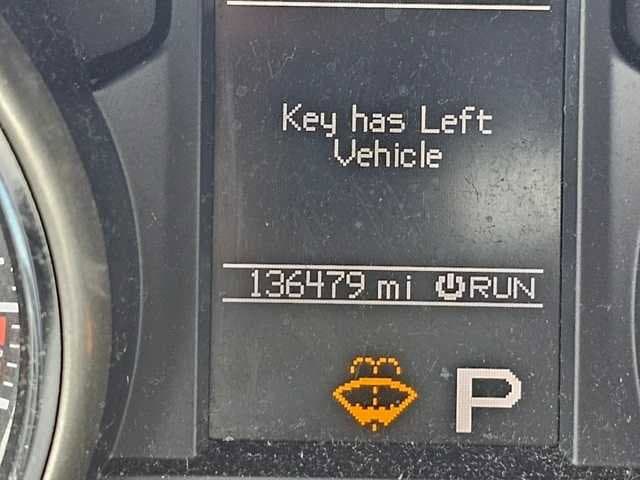 Key has Left
Vehicle
136479 mi RUN
P